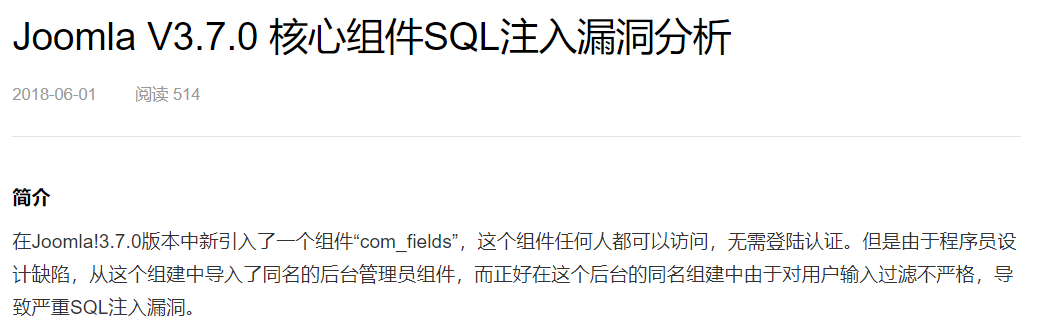 Joomla V3.7.0 核心组件SQL注入漏洞分析
2018-06-01 阅读 514
简介
在Joomla!3.7.0版本中新引入了一个组件“com_fields”，这个组件任何人都可以访问，无需登陆认证。但是由于程序员设
计缺陷，从这个组建中导入了同名的后台管理员组件，而正好在这个后台的同名组建中由于对用户输入过滤不严格，导
致严重SQL注入漏洞。